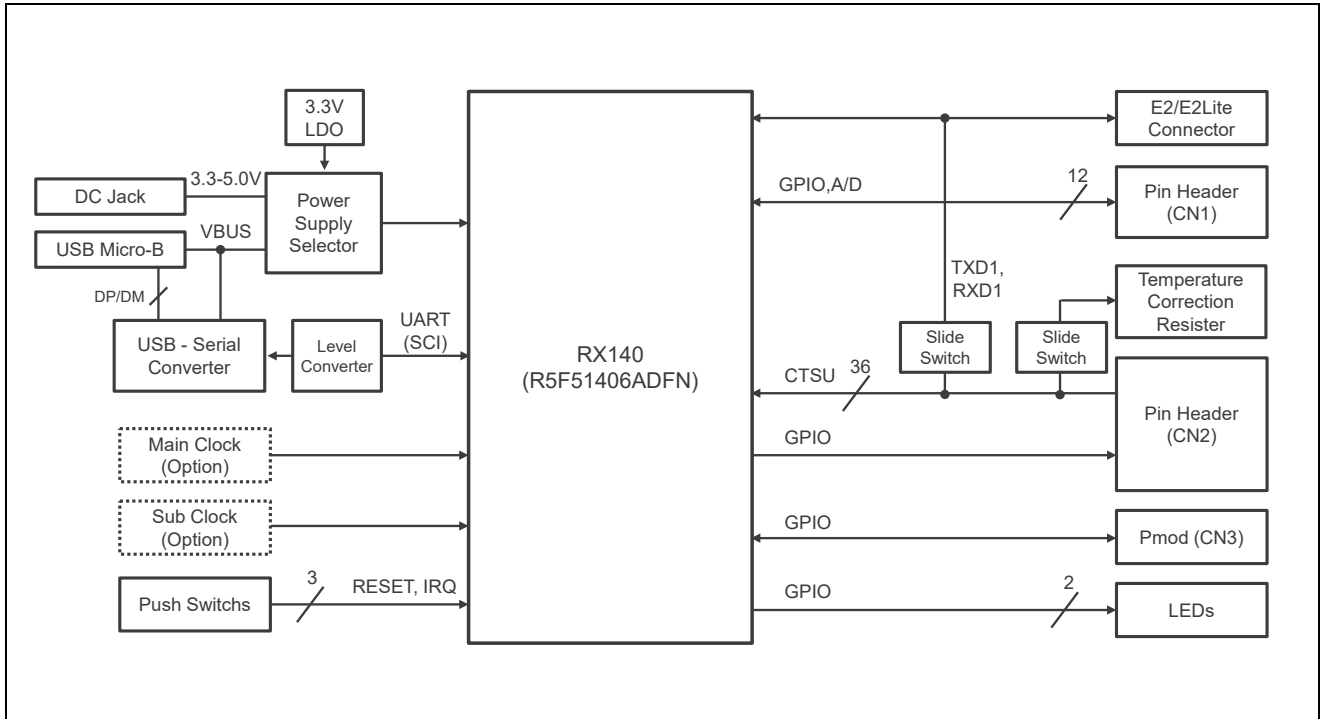 3.3V
LDO
DC Jack
3.3-5.0V
Power
Supply
Selector
USB Micro-B
VBUS
DP/DM
USB - Serial
Converter
Level
Converter
UART
(SCI)
Main Clock
(Option)
Sub Clock
(Option)
Push Switchs
3
RESET, IRQ
RX140
(R5F51406ADFN)
E2/E2Lite
Connector
GPIO,A/D
12
Pin Header
(CN1)
TXD1,
RXD1
Temperature
Correction
Resister
Slide
Switch
Slide
Switch
CTSU
36
GPIO
Pin Header
(CN2)
GPIO
Pmod (CN3)
GPIO
2
LEDs